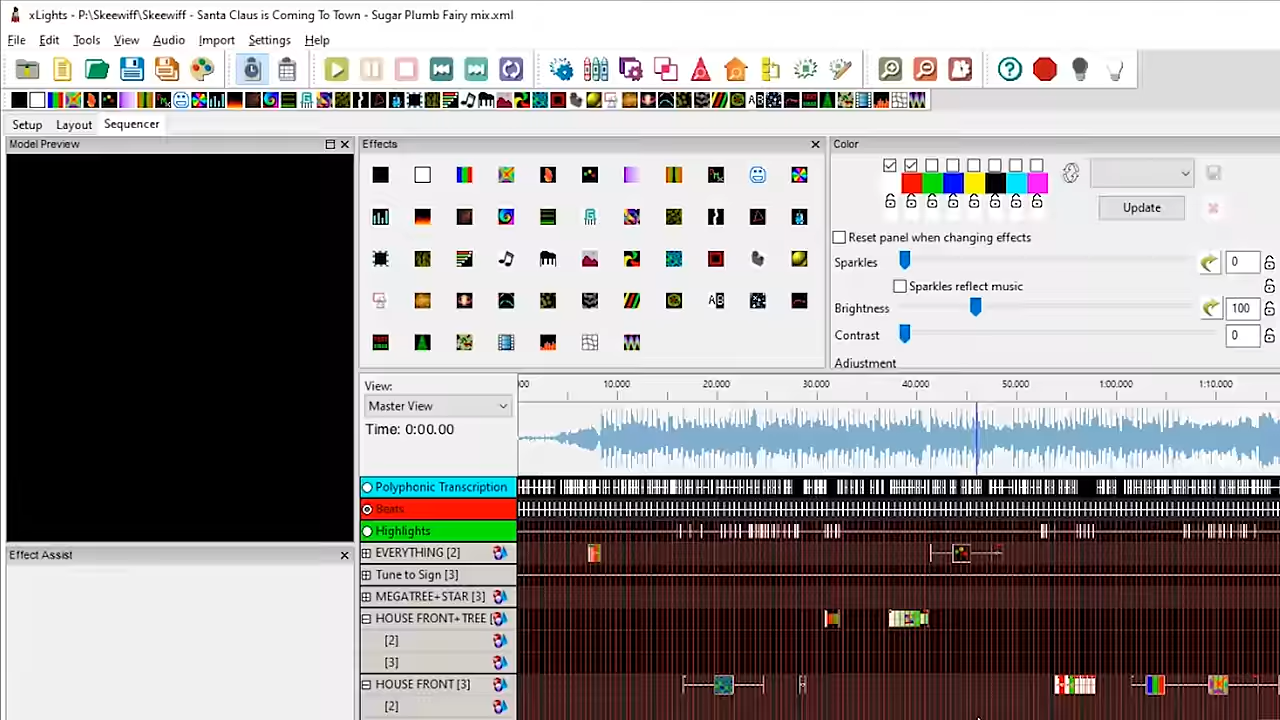 xLights - P:\Skeewiff\Skeewiff - Santa Claus is Coming To Town - Sugar Plumb Fairy mix.xml
File Edit Tools View Audio Import Settings Help
Setup Layout Sequencer
Model Preview
Effects
Color
Update
Reset panel when changing effects
Sparkles 0
Sparkles reflect music
Brightness 100
Contrast 0
Adjustment
View:
Master View
Time: 0:00.00
10.000 20.000 30.000 40.000 50.000 1:00.000 1:10.000
Polyphonic Transcription
Beats
Highlights
EVERYTHING [2]
Effect Assist
Tune to Sign [3]
MEGATREE+STAR [3]
HOUSE FRONT+TREE [
[2]
[3]
HOUSE FRONT [3]
[2]